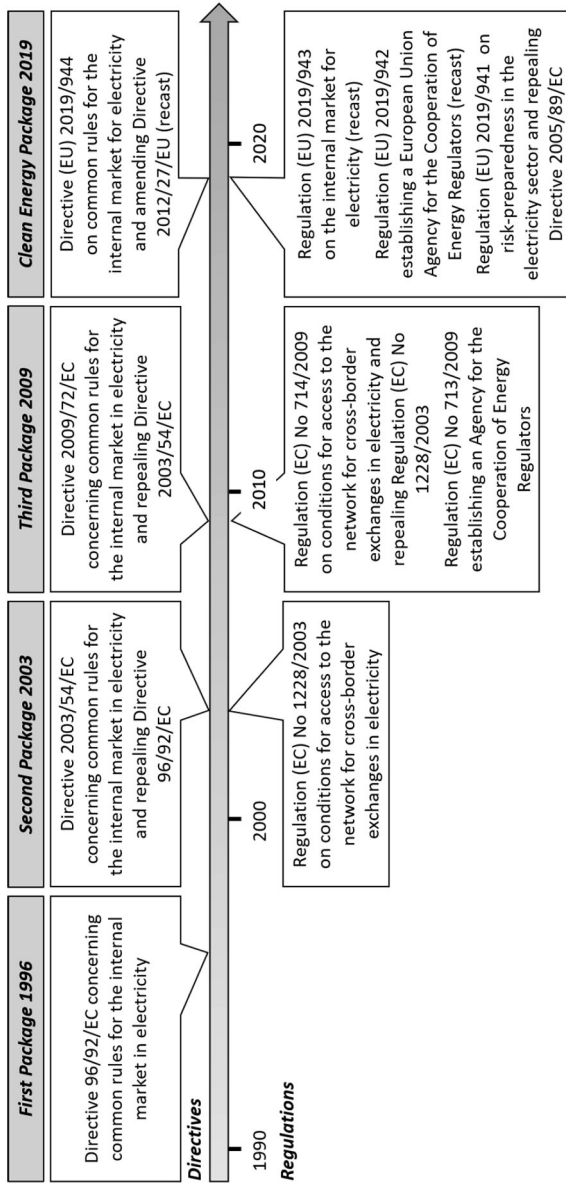 First Package 1996
Second Package 2003
Third Package 2009
Clean Energy Package 2019
Directive 96/92/EC concerning
common rules for the internal
market in electricity
Directive 2003/54/EC
concerning common rules for
the internal market in electricity
and repealing Directive
96/92/EC
Directive 2009/72/EC
concerning common rules for
the internal market in electricity
and repealing Directive
2003/54/EC
Directive (EU) 2019/944
on common rules for the
internal market for electricity
and amending Directive
2012/27/EU (recast)
Directives
1990
2000
2010
2020
Regulations
Regulation (EC) No 1228/2003
on conditions for access to the
network for cross-border
exchanges in electricity
Regulation (EC) No 714/2009
on conditions for access to the
network for cross-border
exchanges in electricity and
repealing Regulation (EC) No
1228/2003
Regulation (EC) No 713/2009
establishing an Agency for the
Cooperation of Energy
Regulators
Regulation (EU) 2019/943
on the internal market for
electricity (recast)
Regulation (EU) 2019/942
establishing a European Union
Agency for the Cooperation of
Energy Regulators (recast)
Regulation (EU) 2019/941 on
risk-preparedness in the
electricity sector and repealing
Directive 2005/89/EC